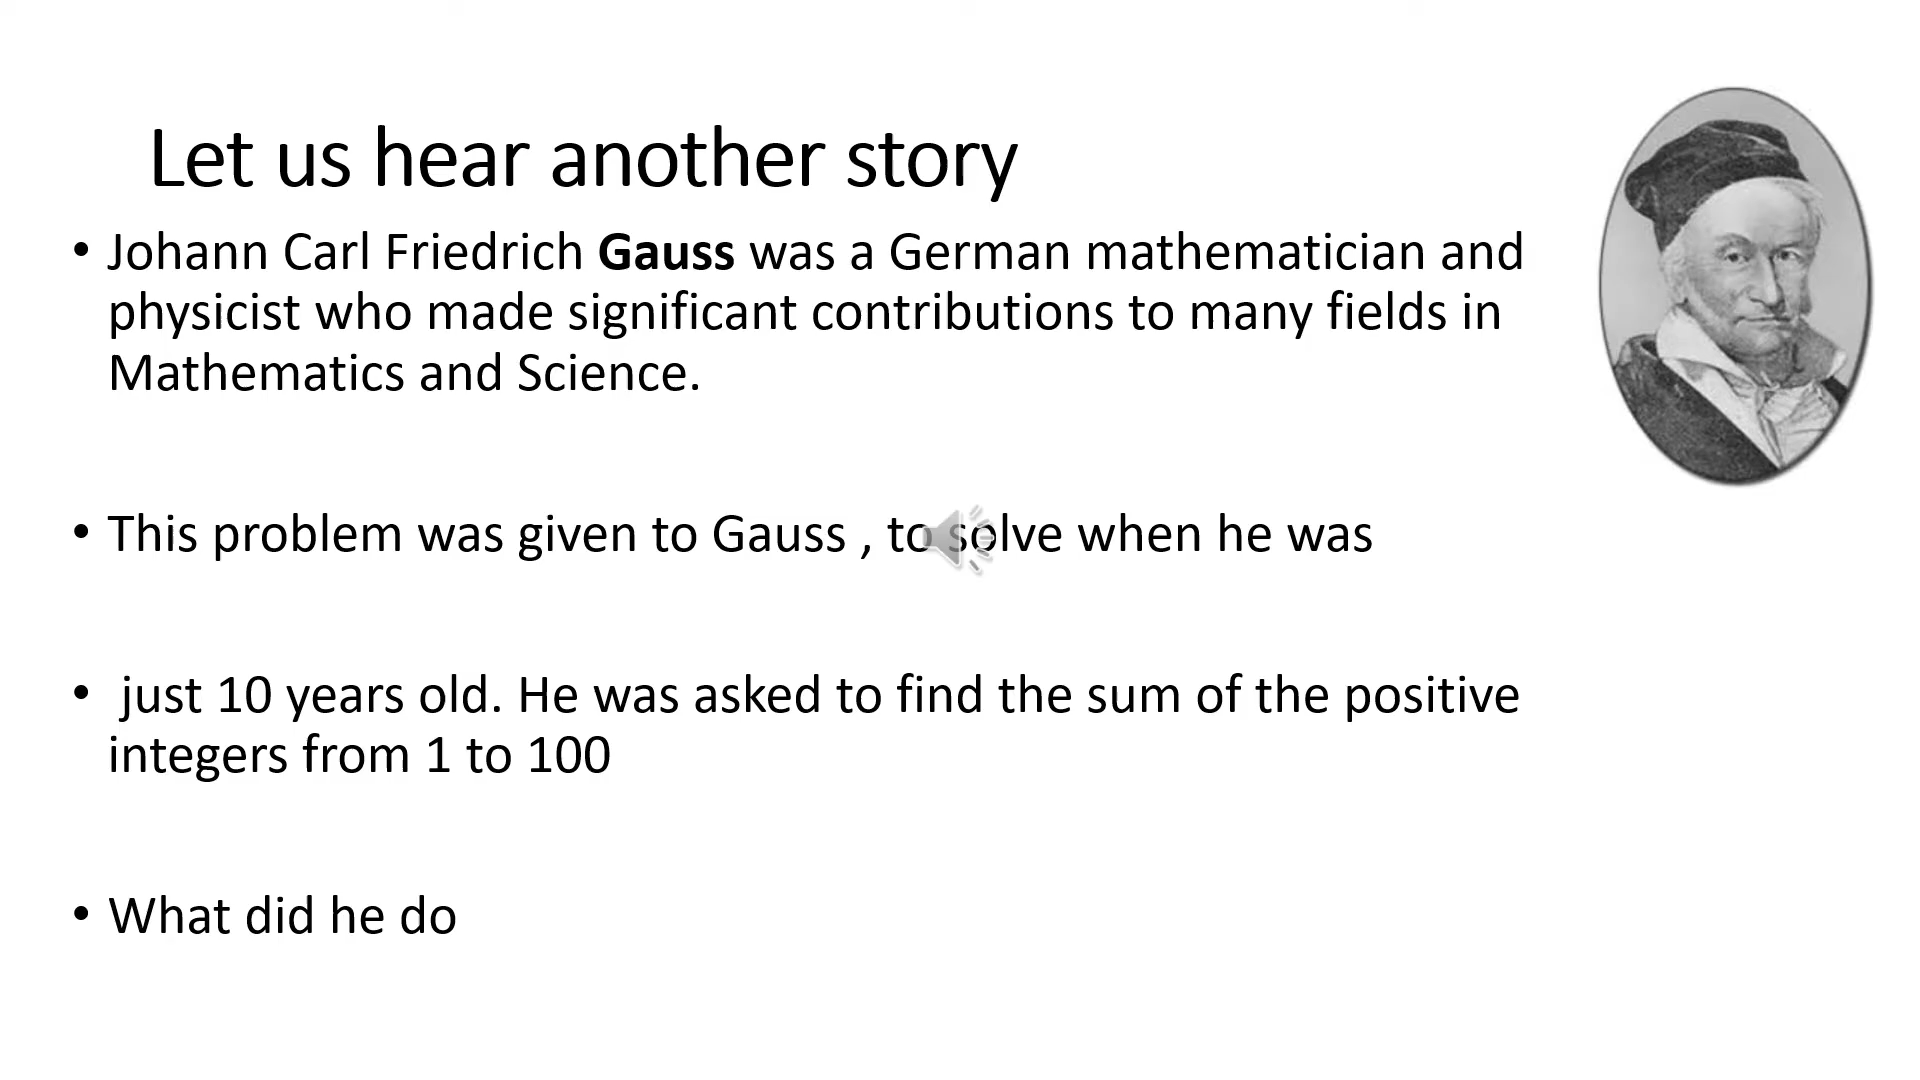 Let us hear another story
• Johann Carl Friedrich Gauss was a German mathematician and
physicist who made significant contributions to many fields in
Mathematics and Science.
• This problem was given to Gauss , to solve when he was
• just 10 years old. He was asked to find the sum of the positive
integers from 1 to 100
• What did he do